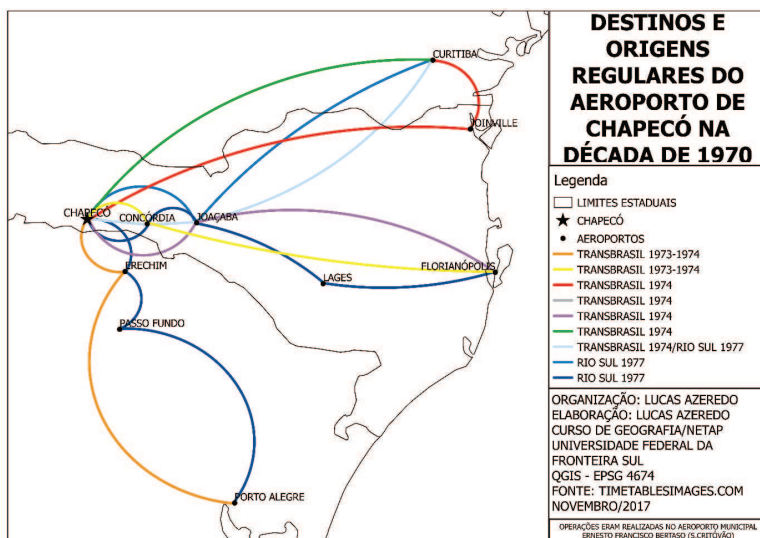 DESTINOS E
ORIGENS
REGULARES DO
AEROPORTO DE
CHAPECÓ NA
DÉCADA DE 1970
CURITIBA
JOINVILLE
CHAPECÓ
CONCÓRDIA
JOAÇABA
ERECHIM
LAGES
FLORIANÓPOLIS
PASSO FUNDO
PORTO ALEGRE
Legenda
LIMITES ESTADUAIS
CHAPECÓ
AEROPORTOS
TRANSBRASIL 1973-1974
TRANSBRASIL 1973-1974
TRANSBRASIL 1974
TRANSBRASIL 1974
TRANSBRASIL 1974
TRANSBRASIL 1974
TRANSBRASIL 1974/RIO SUL 1977
RIO SUL 1977
RIO SUL 1977
ORGANIZAÇÃO: LUCAS AZEREDO
ELABORAÇÃO: LUCAS AZEREDO
CURSO DE GEOGRAFIA/NETAP
UNIVERSIDADE FEDERAL DA
FRONTEIRA SUL
QGIS - EPSG 4674
FONTE: TIMETABLESIMAGES.COM
NOVEMBRO/2017
OPERAÇÕES ERAM REALIZADAS NO AEROPORTO MUNICIPAL
ERNESTO FRANCISCO BERTASO (S.CRITÓVÃO)